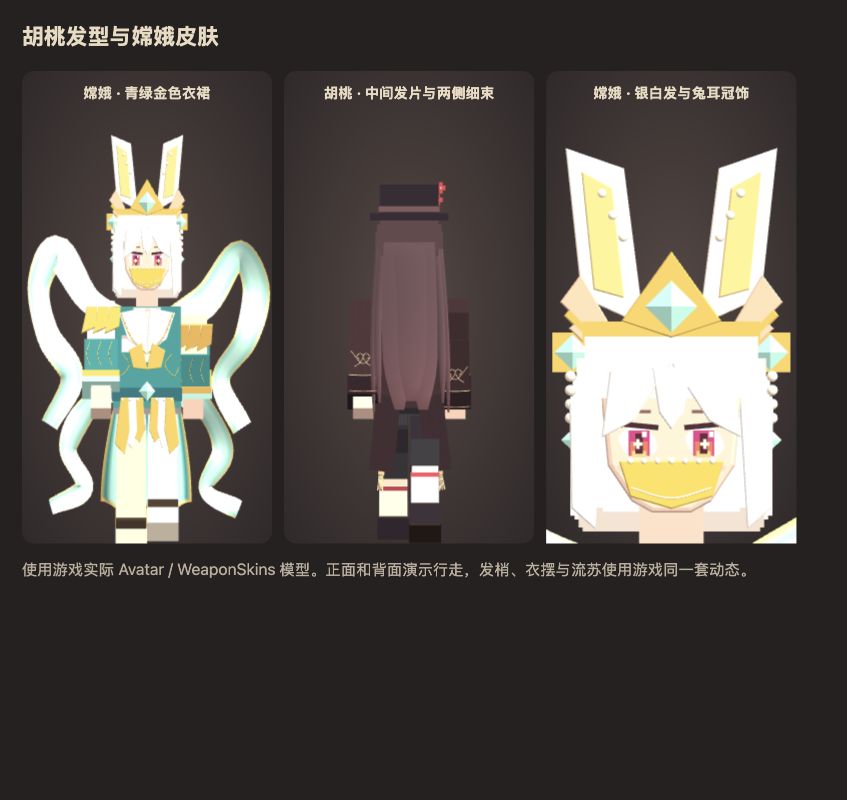 胡桃发型与嫦娥皮肤
嫦娥 · 青绿金色衣裙
胡桃 · 中间发片与两侧细束
嫦娥 · 银白发与兔耳冠饰
使用游戏实际 Avatar / WeaponSkins 模型。正面和背面演示行走，发梢、衣摆与流苏使用游戏同一套动态。